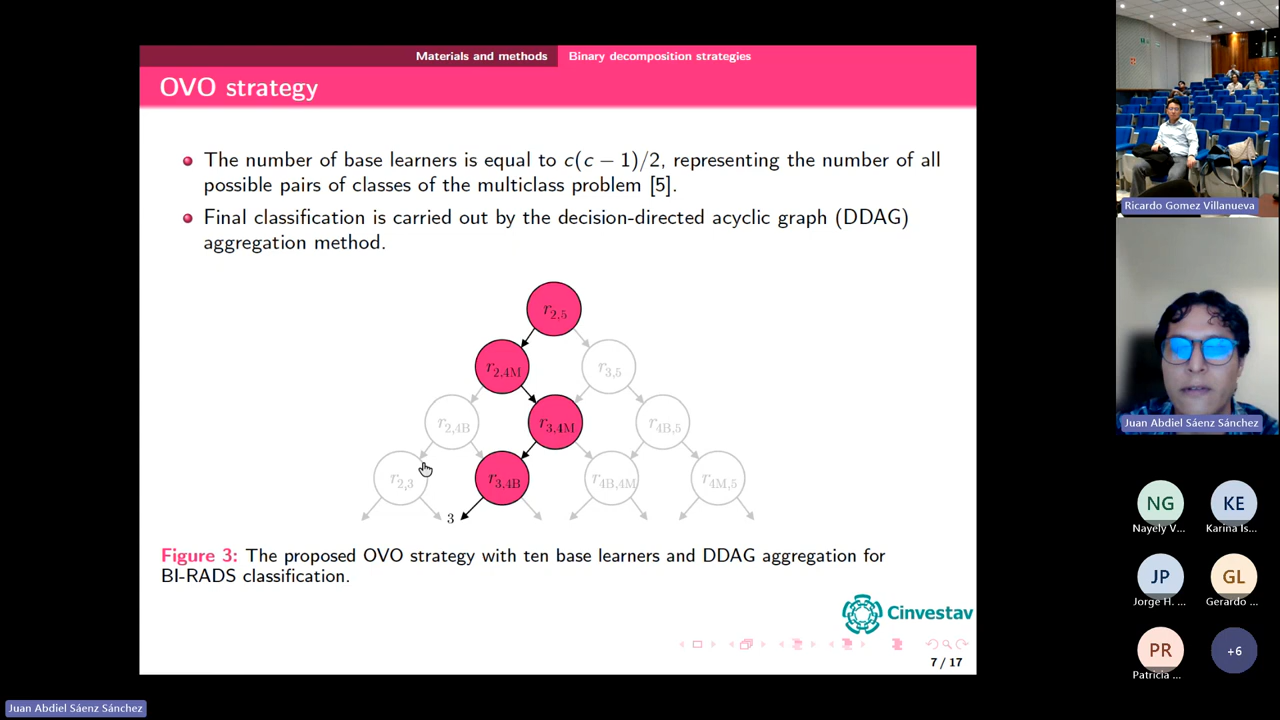 Materials and methods
Binary decomposition strategies
OVO strategy
The number of base learners is equal to c(c − 1)/2, representing the number of all
possible pairs of classes of the multiclass problem [5].
Final classification is carried out by the decision-directed acyclic graph (DDAG)
aggregation method.
r2,5
r2,4M
r3,5
r2,4B
r3,4M
r4B,5
r2,3
r3,4B
r4B,4M
r4M,5
3
Figure 3: The proposed OVO strategy with ten base learners and DDAG aggregation for
BI-RADS classification.
Cinvestav
7 / 17
Juan Abdiel Sáenz Sánchez
Ricardo Gomez Villanueva
Juan Abdiel Sáenz Sánchez
NG
Nayely V...
KE
Karina Is...
JP
Jorge H. ...
GL
Gerardo ...
PR
Patricia ...
+6